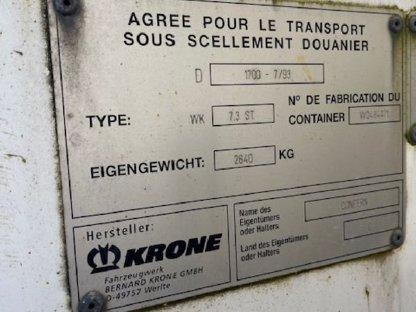 AGREE POUR LE TRANSPORT
SOUS SCELLEMENT DOUANIER
D 1700 - 7/93
TYPE: WK 7.3 ST.
N° DE FABRICATION DU
CONTAINER
EIGENGEWICHT: 2640 KG
Hersteller:
KRONE
Fahrzeugwerk
BERNARD KRONE GMBH
D-49757 Werlte
Name des
Eigentümers
oder Halters
CONFERN
Land des Eigentümers
oder Halters